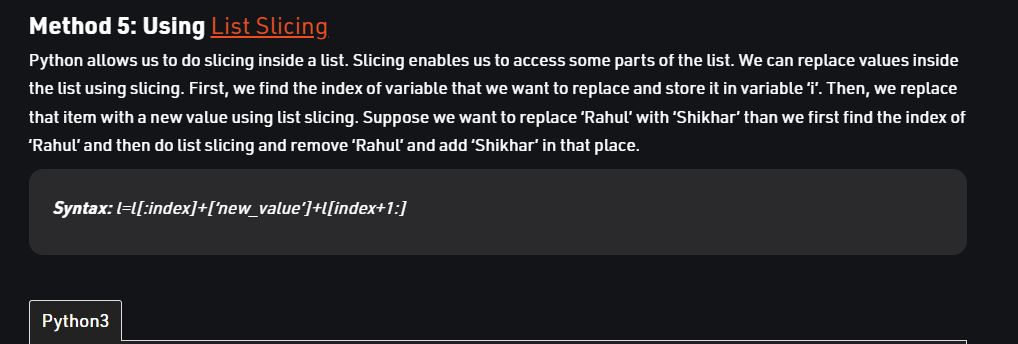 Method 5: Using List Slicing
Python allows us to do slicing inside a list. Slicing enables us to access some parts of the list. We can replace values inside
the list using slicing. First, we find the index of variable that we want to replace and store it in variable ‘i’. Then, we replace
that item with a new value using list slicing. Suppose we want to replace ‘Rahul’ with ‘Shikhar’ than we first find the index of
‘Rahul’ and then do list slicing and remove ‘Rahul’ and add ‘Shikhar’ in that place.
Syntax: l=l[:index]+[‘new_value’]+l[index+1:]
Python3